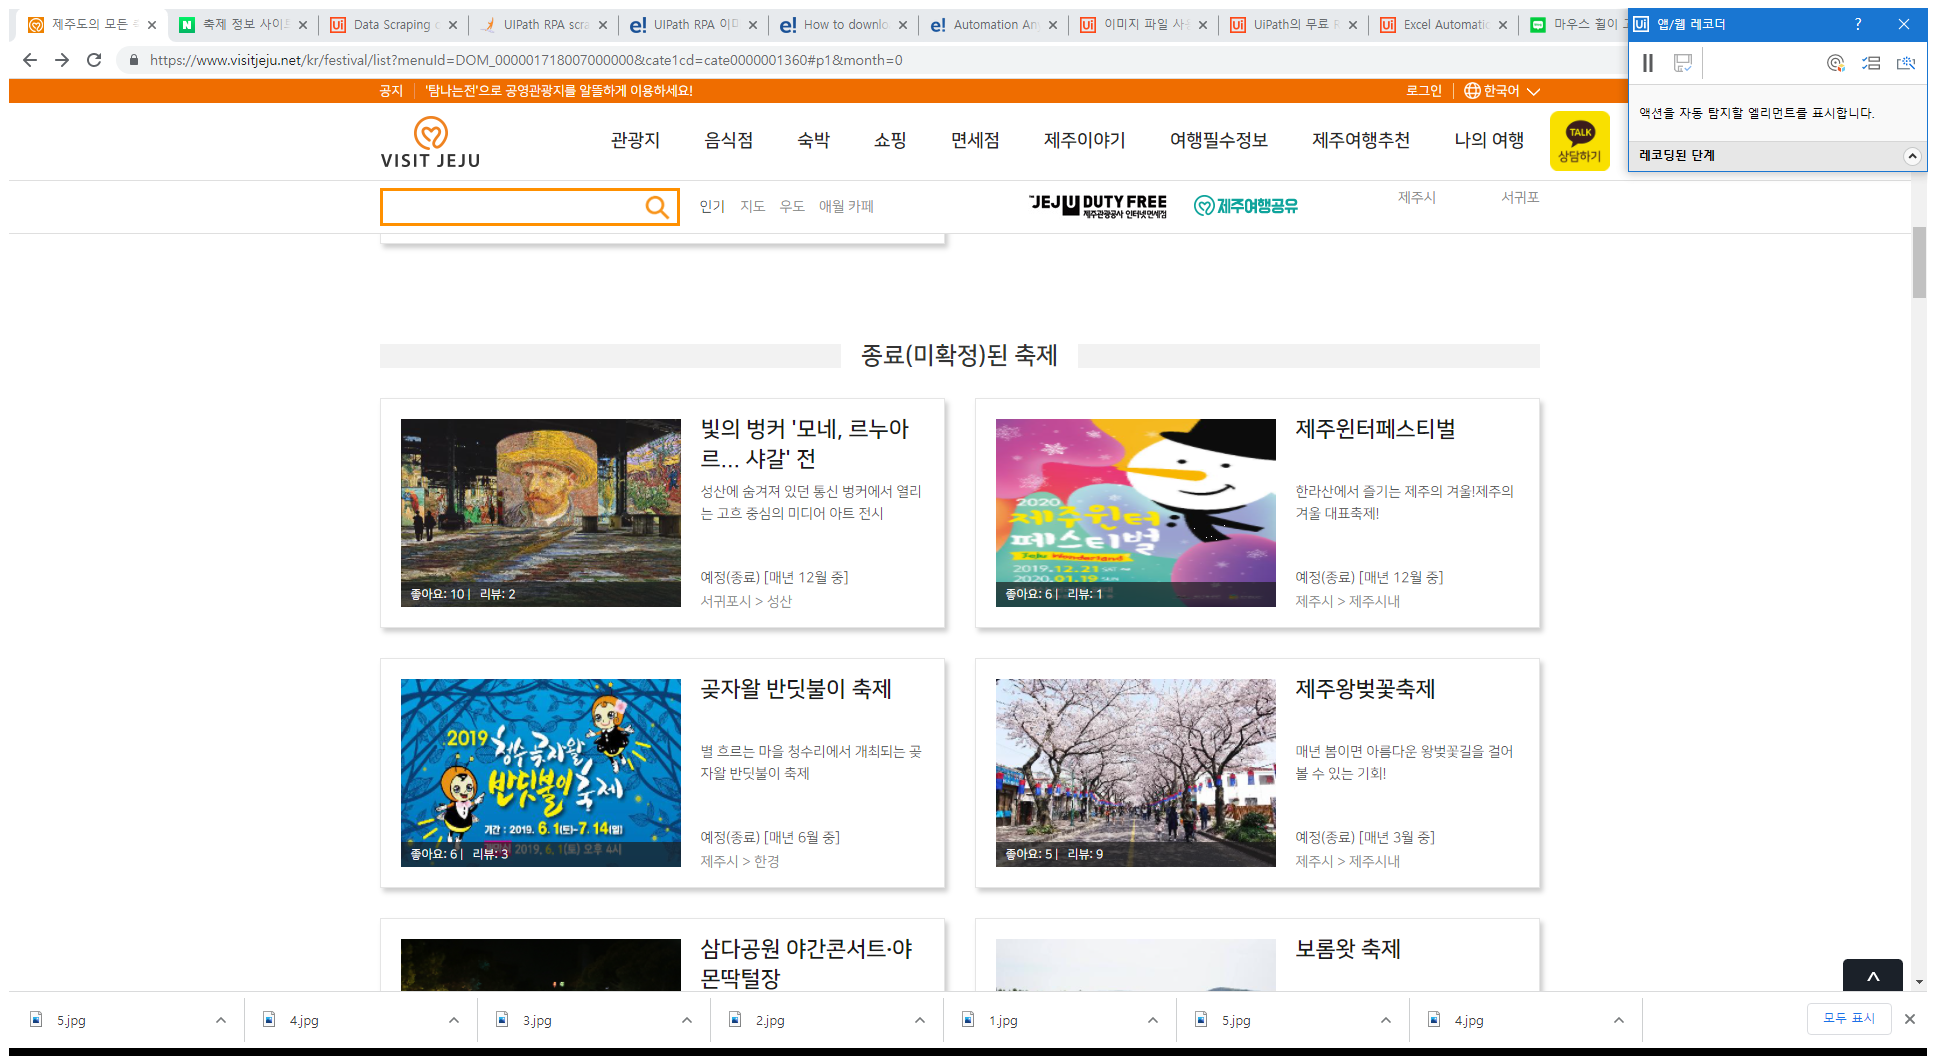 제주도의 모든
축제 정보 사이트
Data Scraping
UIPath RPA scra
UIPath RPA 이미
How to downlo
Automation An
이미지 파일 사
UiPath의 무료
Excel Automatic
마우스 휠이
앱/웹 레코더
?
https://www.visitjeju.net/kr/festival/list?menuId=DOM_000001718007000000&cate1cd=cate0000001360#p1&month=0
공지
'탐나는전'으로 공영관광지를 알뜰하게 이용하세요!
로그인
한국어
액션을 자동 탐지할 엘리먼트를 표시합니다.
레코딩된 단계
VISIT JEJU
관광지
음식점
숙박
쇼핑
면세점
제주이야기
여행필수정보
제주여행추천
나의 여행
TALK
상담하기
인기 지도 우도 애월 카페
JEJU DUTY FREE
제주관광공사 인터넷면세점
제주여행공유
제주시
서귀포
종료(미확정)된 축제
빛의 벙커 '모네, 르누아
르... 샤갈' 전
성산에 숨겨져 있던 통신 벙커에서 열리
는 고흐 중심의 미디어 아트 전시
예정(종료) [매년 12월 중]
서귀포시 > 성산
좋아요: 10 | 리뷰: 2
제주윈터페스티벌
한라산에서 즐기는 제주의 겨울!제주의
겨울 대표축제!
예정(종료) [매년 12월 중]
제주시 > 제주시내
2020
제주윈터
페스티벌
Jeju Wonderland
2019.12.21
2020.01.19
좋아요: 6 | 리뷰: 1
곶자왈 반딧불이 축제
별 흐르는 마을 청수리에서 개최되는 곶
자왈 반딧불이 축제
예정(종료) [매년 6월 중]
제주시 > 한경
2019 청수곶자왈
반딧불이축제
기간 : 2019. 6. 1(토)~7. 14(일)
2019. 6. 1(토) 오후 4시
좋아요: 6 | 리뷰: 3
제주왕벚꽃축제
매년 봄이면 아름다운 왕벚꽃길을 걸어
볼 수 있는 기회!
예정(종료) [매년 3월 중]
제주시 > 제주시내
좋아요: 5 | 리뷰: 9
삼다공원 야간콘서트·야
몬딱털장
보롬왓 축제
5.jpg
4.jpg
3.jpg
2.jpg
1.jpg
5.jpg
4.jpg
모두 표시